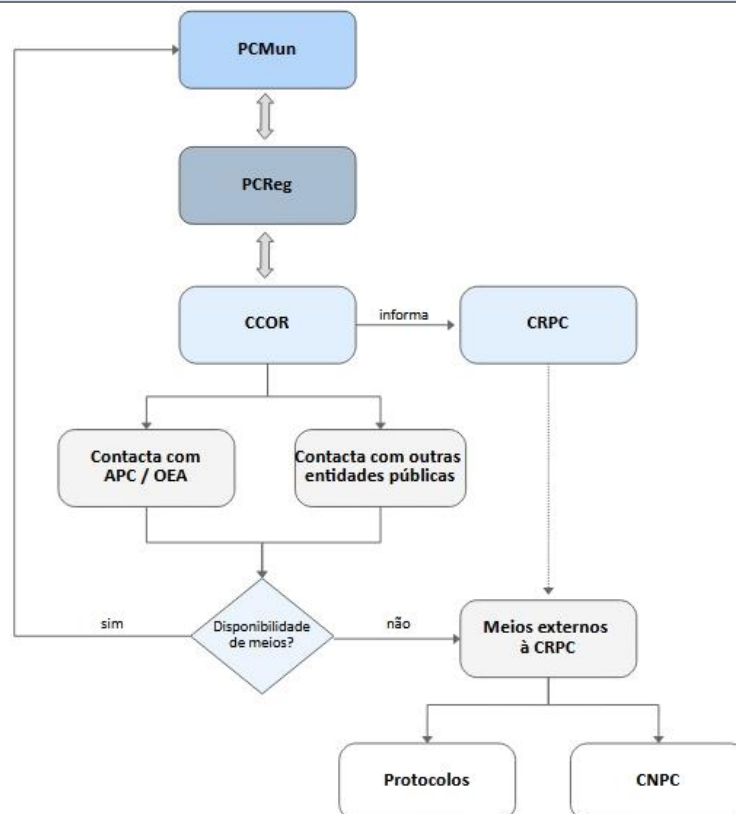 PCMun
PCReg
CCOR
informa
CRPC
Contacta com
APC / OEA
Contacta com outras
entidades públicas
sim
Disponibilidade
de meios?
não
Meios externos
à CRPC
Protocolos
CNPC